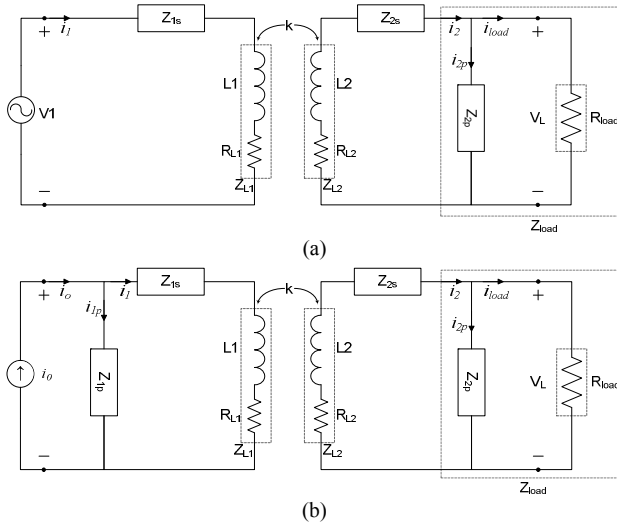 Z1s
Z2s
+
i1
k
i2
iload
+
i2p
L1
L2
V1
Z2p
VL
Rload
RL1
RL2
ZL1
ZL2
−
−
Zload
(a)
Z1s
Z2s
+
io
i1
k
i2
iload
+
i1p
i2p
L1
L2
i0
Z1p
Z2p
VL
Rload
RL1
RL2
ZL1
ZL2
−
−
Zload
(b)